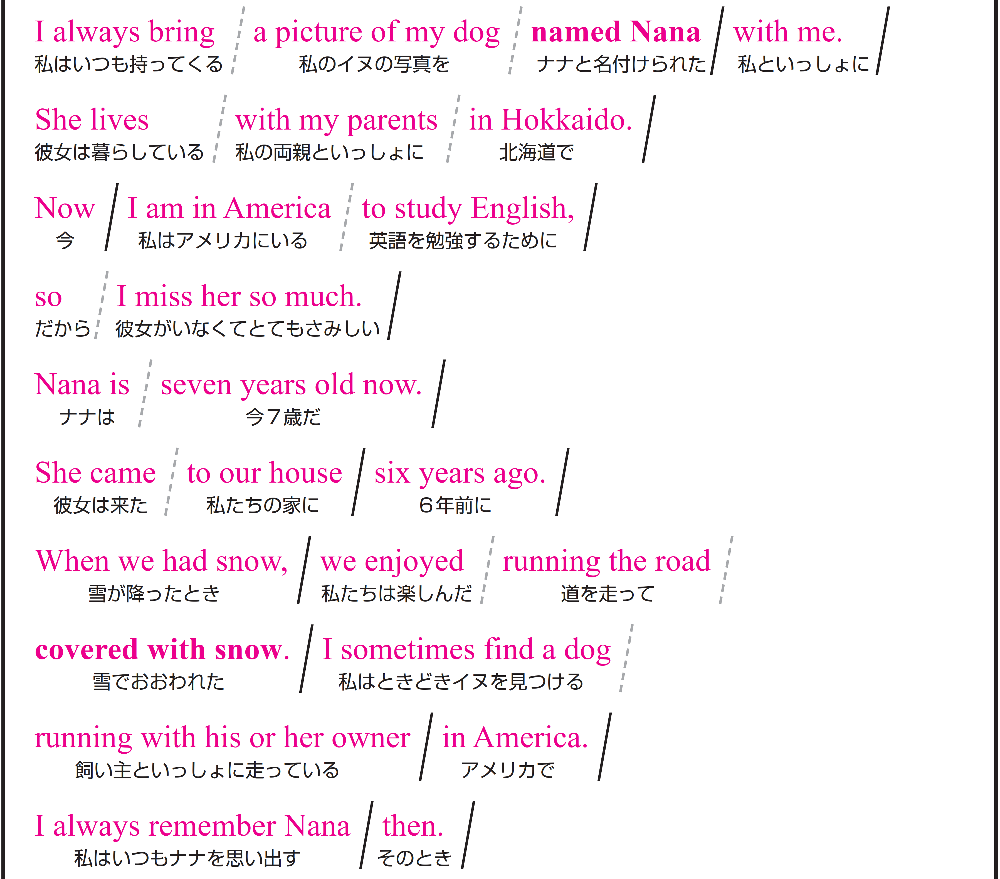 I always bring a picture of my dog named Nana with me.
私はいつも持ってくる 私のイヌの写真を ナナと名付けられた 私といっしょに
She lives with my parents in Hokkaido.
彼女は暮らしている 私の両親といっしょに 北海道で
Now I am in America to study English,
今 私はアメリカにいる 英語を勉強するために
so I miss her so much.
だから 彼女がいなくてとてもさみしい
Nana is seven years old now.
ナナは 今７歳だ
She came to our house six years ago.
彼女は来た 私たちの家に ６年前に
When we had snow, we enjoyed running the road
雪が降ったとき 私たちは楽しんだ 道を走って
covered with snow. I sometimes find a dog
雪でおおわれた 私はときどきイヌを見つける
running with his or her owner in America.
飼い主といっしょに走っている アメリカで
I always remember Nana then.
私はいつもナナを思い出す そのとき